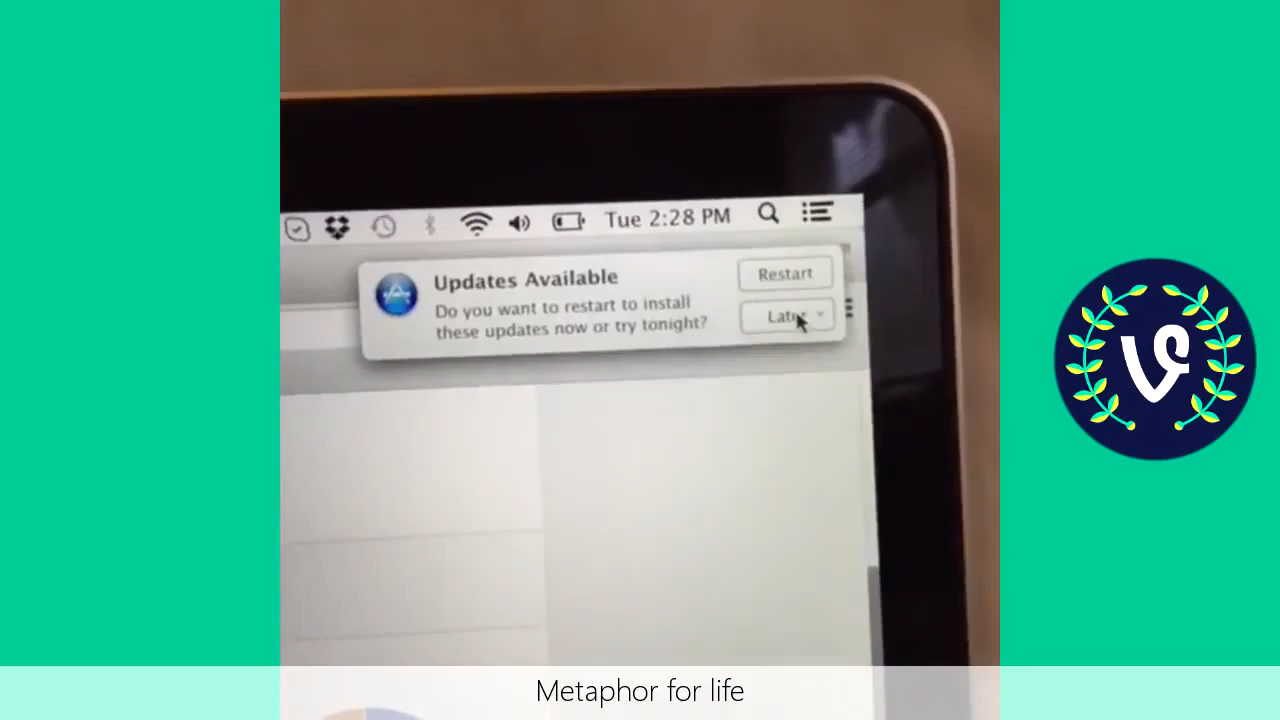 Tue 2:28 PM
Updates Available
Restart
Do you want to restart to install
these updates now or try tonight?
Later
Metaphor for life